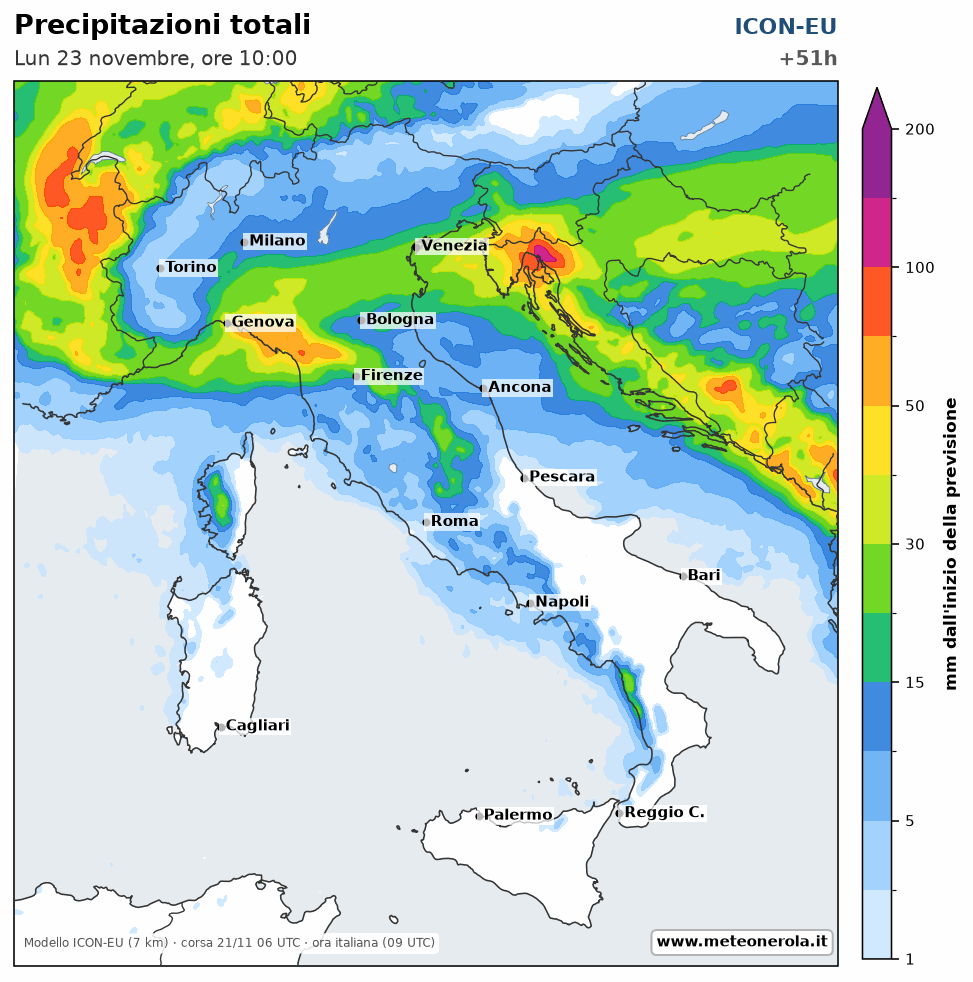 Precipitazioni totali
ICON-EU
Lun 23 novembre, ore 10:00
+51h
Milano
Venezia
Torino
Genova
Bologna
Firenze
Ancona
Pescara
Roma
Bari
Napoli
Cagliari
Palermo
Reggio C.
200
100
50
30
15
5
1
mm dall'inizio della previsione
Modello ICON-EU (7 km) · corsa 21/11 06 UTC · ora italiana (09 UTC)
www.meteonerola.it